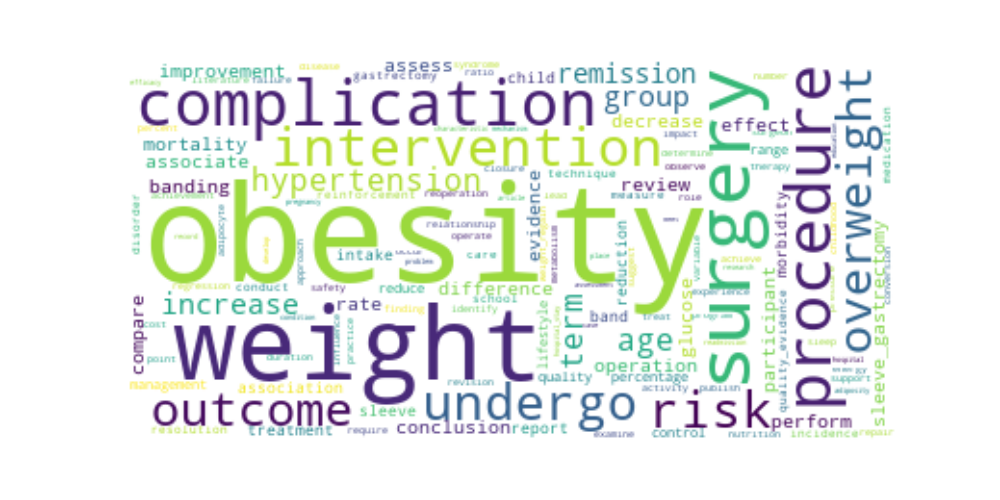 improvement
disease
assess
syndrome
literature
failure
gastrectomy
ratio
child
remission
number
complication
group
surgery
procedure
overweight
percent
decrease
effect
medication
mortality
intervention
characteristic
mechanism
impact
associate
determine
range
closure
observe
therapy
banding
hypertension
technique
review
achievement
reinforcement
reoperation
lead
measure
role
obesity
evidence
pregnancy
article
disorder
adipocyte
relationship
operate
reduction
variable
morbidity
record
approach
intake
care
metabolism
place
suggest
achieve
research
problem
regression
conduct
safety
reduce
difference
experience
conversion
increase
rate
finding
school
identify
band
treat
weight
term
age
glucose
participant
quality_evidence
sleep
sleeve_gastrectomy
compare
cost
influence
practice
lifestyle
hospital_stay
operation
hospital
point
duration
revision
quality
percentage
activity
publish
support
management
association
outcome
sleeve
undergo
risk
perform
resolution
treatment
require
conclusion
report
examine
control
nutrition
incidence
repair